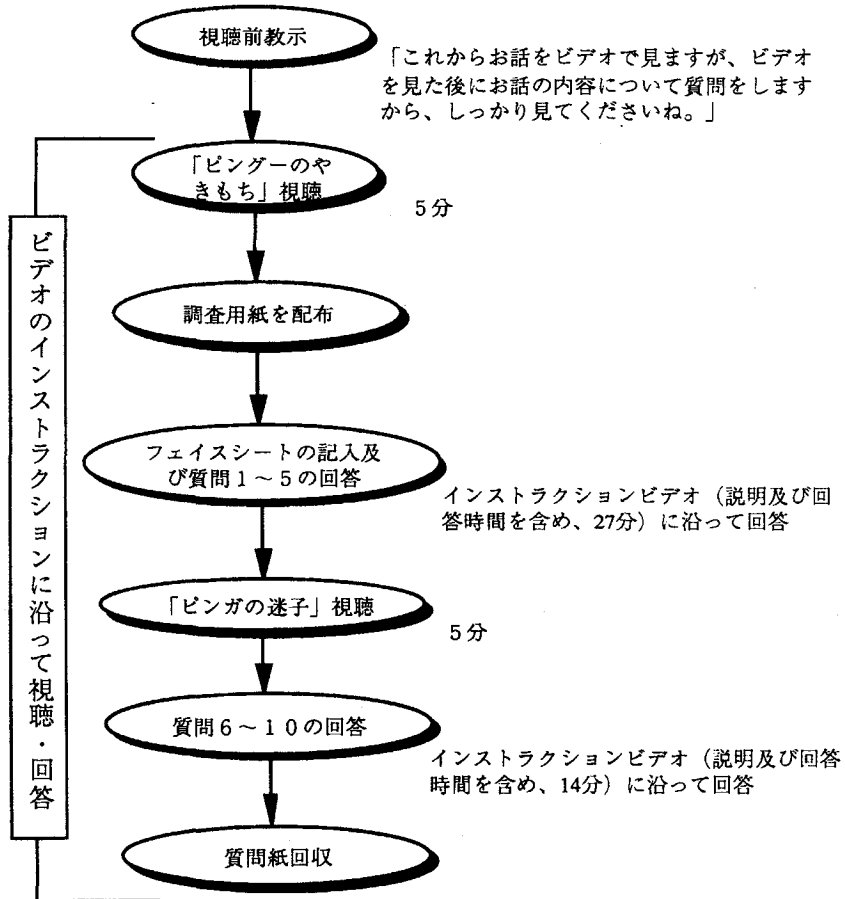 視聴前教示
「これからお話をビデオで見ますが、ビデオ
を見た後にお話の内容について質問をします
から、しっかり見てくださいね。」
「ピングーのや
きもち」視聴
5分
調査用紙を配布
フェイスシートの記入及
び質問1～5の回答
インストラクションビデオ（説明及び回
答時間を含め、27分）に沿って回答
「ピンガの迷子」視聴
5分
質問6～10の回答
インストラクションビデオ（説明及び回答
時間を含め、14分）に沿って回答
質問紙回収
ビデオのインストラクションに沿って視聴・回答